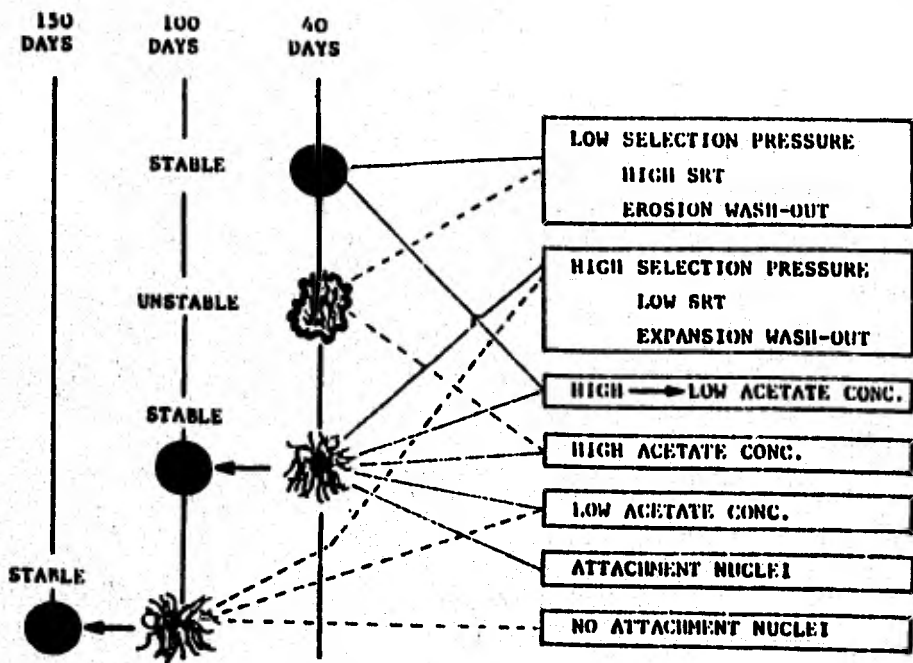 150
DAYS
100
DAYS
40
DAYS
STABLE
UNSTABLE
STABLE
STABLE
LOW SELECTION PRESSURE
HIGH SRT
EROSION WASH-OUT
HIGH SELECTION PRESSURE
LOW SRT
EXPANSION WASH-OUT
HIGH → LOW ACETATE CONC.
HIGH ACETATE CONC.
LOW ACETATE CONC.
ATTACHMENT NUCLEI
NO ATTACHMENT NUCLEI